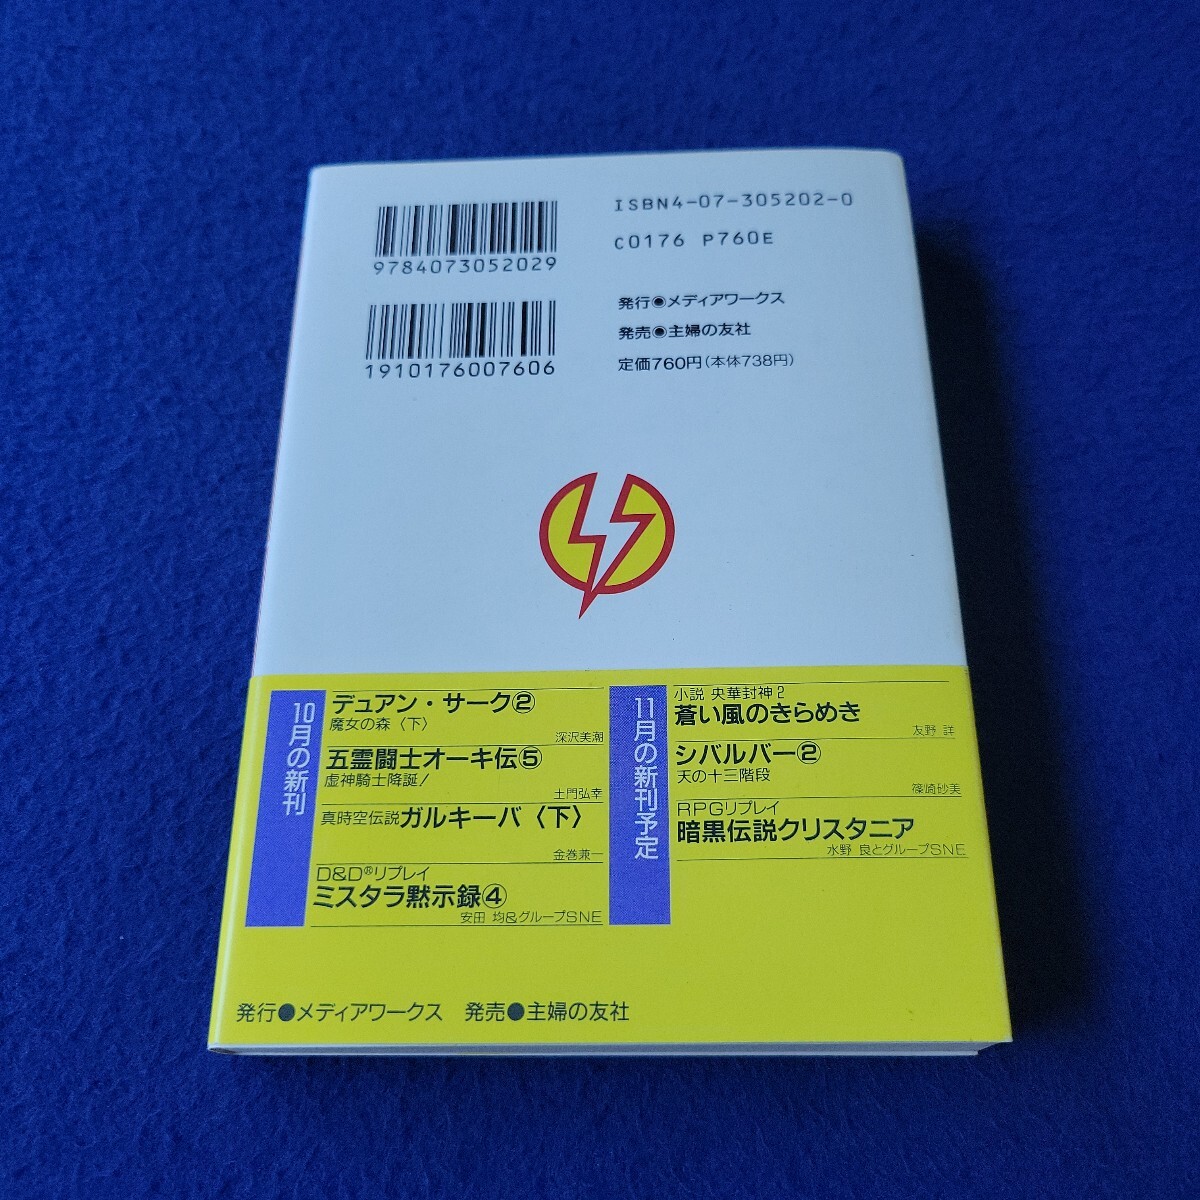 9784073052029
1910176007606
ISBN4-07-305202-0
C0176 P760E
発行◉メディアワークス
発売◉主婦の友社
定価760円(本体738円)
10月の新刊
デュアン・サーク②
魔女の森〈下〉
深沢美潮
五霊闘士オーキ伝⑤
虚神騎士降誕!
土門弘幸
真時空伝説 ガルキーバ〈下〉
金巻兼一
D&D®リプレイ
ミスタラ黙示録④
安田 均&グループSNE
11月の新刊予定
小説 央華封神2
蒼い風のきらめき
友野 詳
シバルバー②
天の十三階段
篠崎砂美
RPGリプレイ
暗黒伝説クリスタニア
水野 良とグループSNE
発行●メディアワークス 発売●主婦の友社